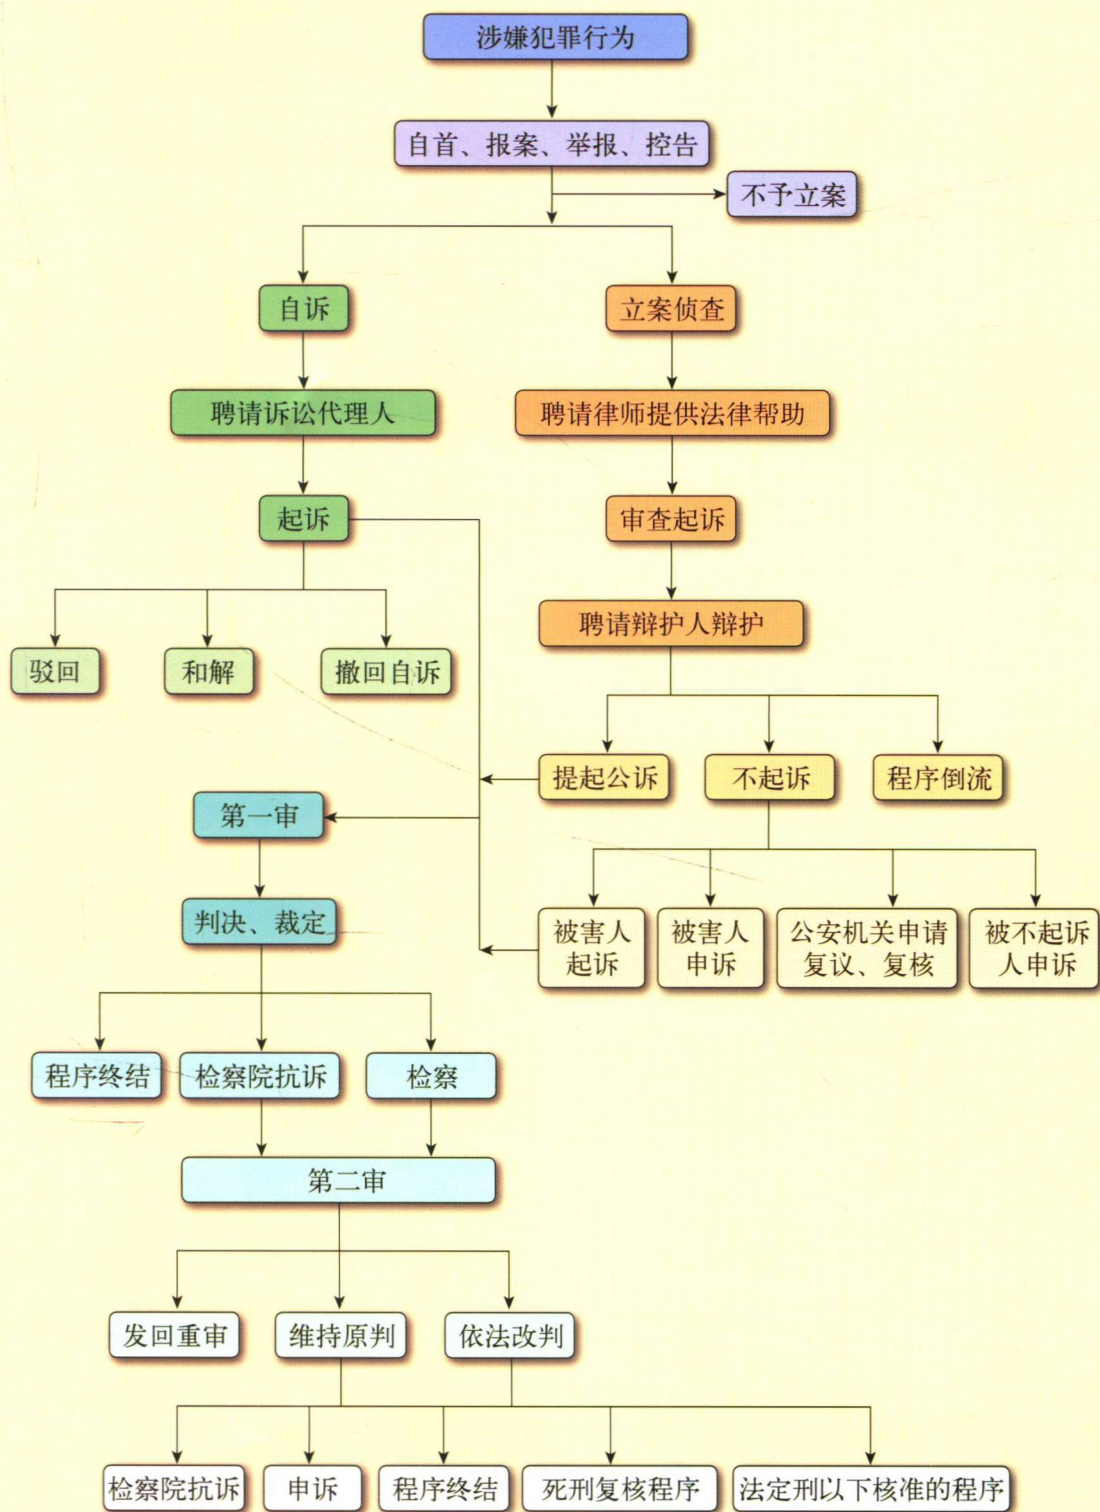 涉嫌犯罪行为
自首、报案、举报、控告
不予立案
自诉
立案侦查
聘请诉讼代理人
聘请律师提供法律帮助
起诉
审查起诉
聘请辩护人辩护
驳回
和解
撤回自诉
提起公诉
不起诉
程序倒流
第一审
判决、裁定
被害人
起诉
被害人
申诉
公安机关申请
复议、复核
被不起诉
人申诉
程序终结
检察院抗诉
检察
第二审
发回重审
维持原判
依法改判
检察院抗诉
申诉
程序终结
死刑复核程序
法定刑以下核准的程序